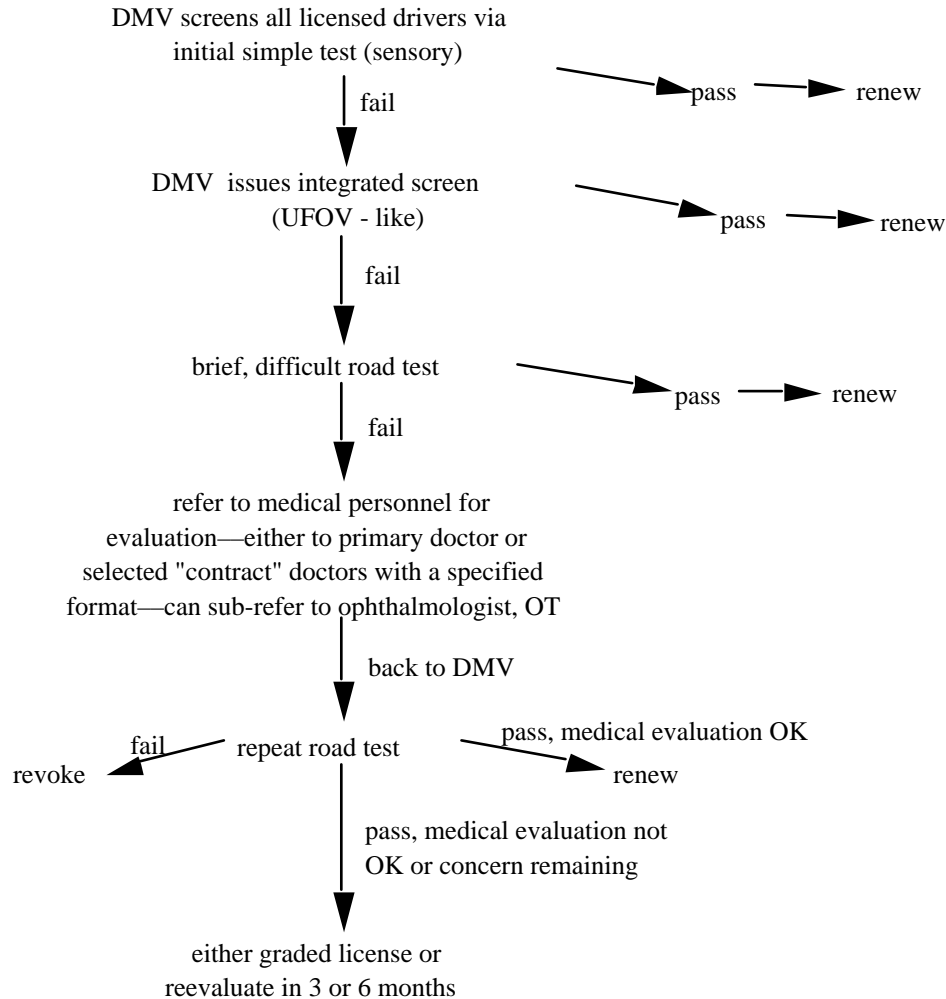 DMV screens all licensed drivers via
initial simple test (sensory)
pass
renew
fail
DMV issues integrated screen
(UFOV - like)
pass
renew
fail
brief, difficult road test
pass
renew
fail
refer to medical personnel for
evaluation—either to primary doctor or
selected "contract" doctors with a specified
format—can sub-refer to ophthalmologist, OT
back to DMV
fail
repeat road test
pass, medical evaluation OK
revoke
renew
pass, medical evaluation not
OK or concern remaining
either graded license or
reevaluate in 3 or 6 months